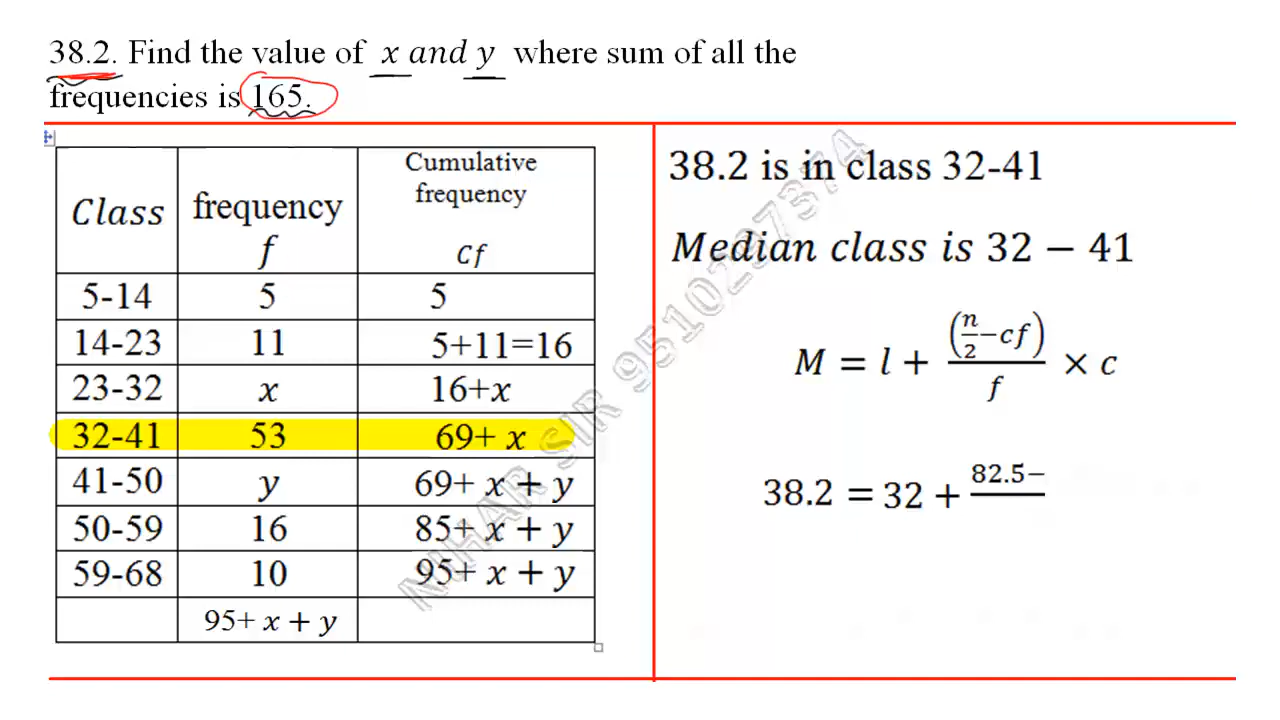 38.2. Find the value of x and y where sum of all the
frequencies is 165.
Class frequency f Cumulative frequency Cf
5-14 5 5
14-23 11 5+11=16
23-32 x 16+x
32-41 53 69+ x
41-50 y 69+ x + y
50-59 16 85+ x + y
59-68 10 95+ x + y
95+ x + y
38.2 is in class 32-41
Median class is 32 − 41
M = l + (n/2 − cf)/f × c
38.2 = 32 + 82.5−
NIHAR SIR 9510297374